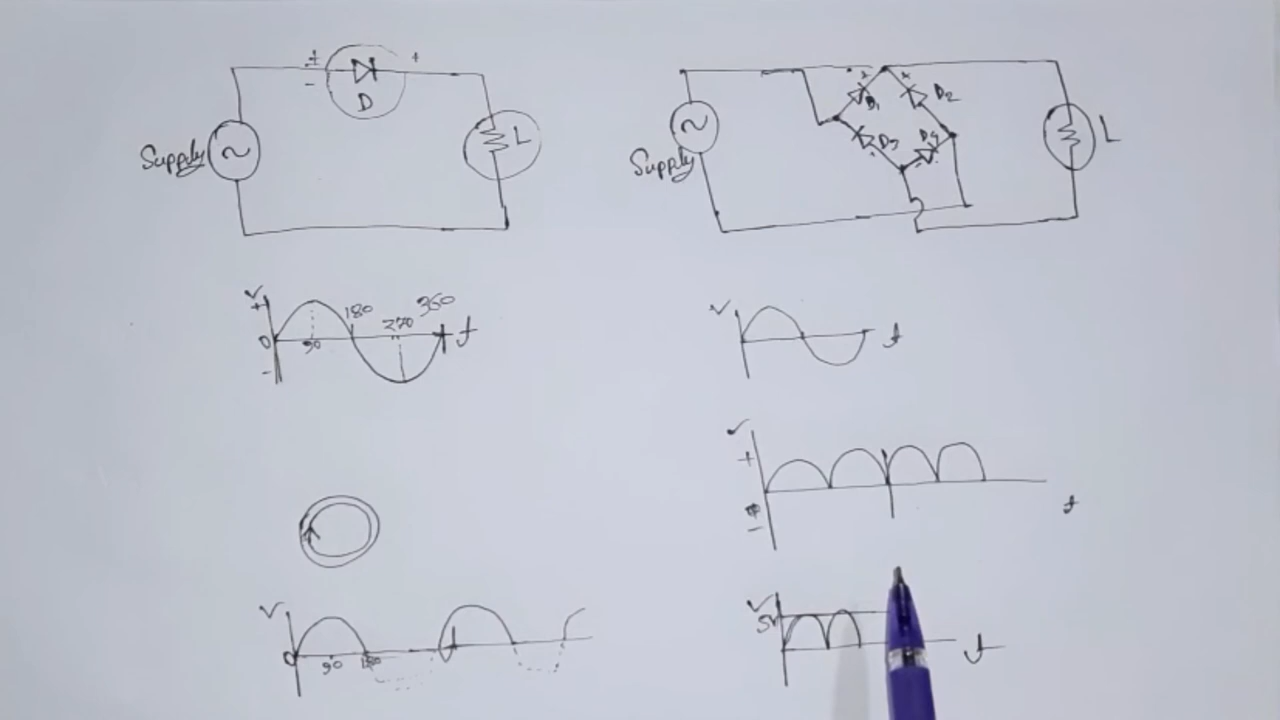 + +
-
D
Supply ~ L
V
+
0
-
90 180 270 360 t
V
0 90 180
+ +
D1 D2
D3 D4
Supply ~ L
V t
V
+
-
t
V
5V
t